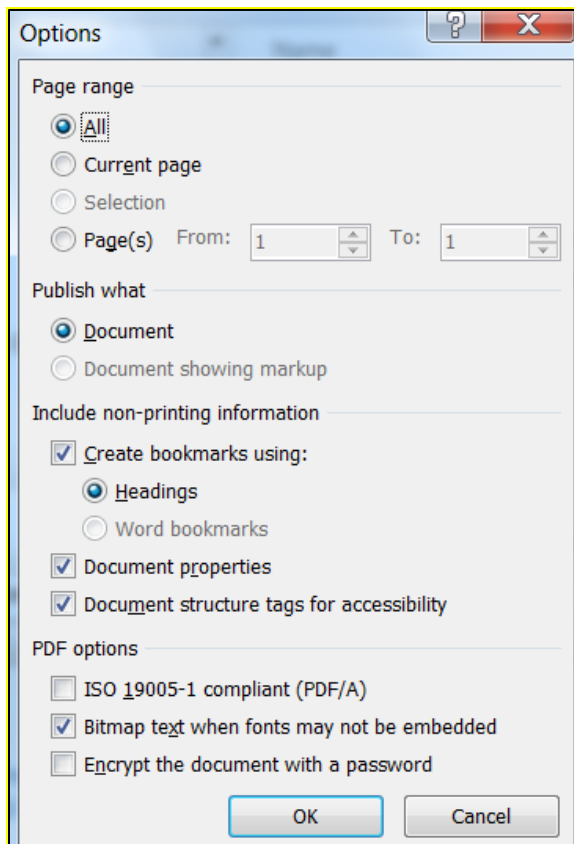 Options
Page range
All
Current page
Selection
Page(s) From: 1 To: 1
Publish what
Document
Document showing markup
Include non-printing information
Create bookmarks using:
Headings
Word bookmarks
Document properties
Document structure tags for accessibility
PDF options
ISO 19005-1 compliant (PDF/A)
Bitmap text when fonts may not be embedded
Encrypt the document with a password
OK Cancel